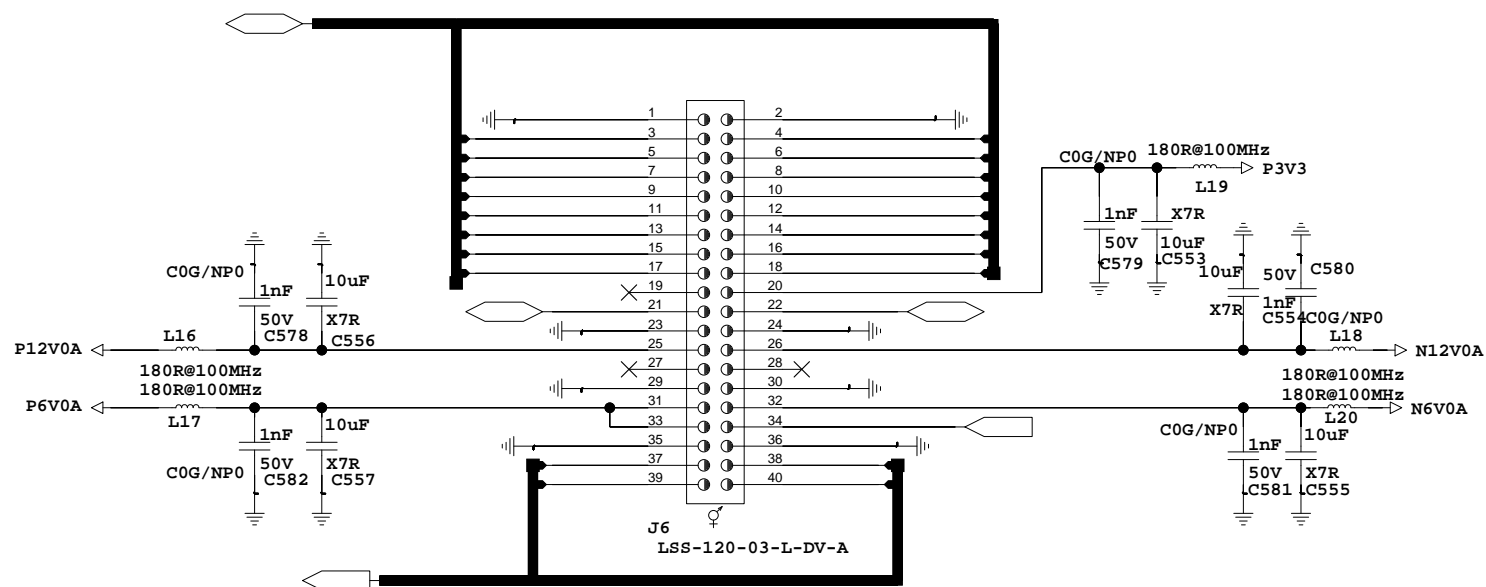 1 2
3 4
5 6
7 8
9 10
11 12
13 14
15 16
17 18
19 20
21 22
23 24
25 26
27 28
29 30
31 32
33 34
35 36
37 38
39 40
J6
LSS-120-03-L-DV-A
C0G/NP0 180R@100MHz
P3V3
L19
1nF X7R
50V 10uF
C579 C553
C0G/NP0 10uF
1nF
50V X7R
C578 C556
L16
P12V0A
180R@100MHz
180R@100MHz
P6V0A
L17
10uF
1nF
C0G/NP0 50V X7R
C582 C557
10uF 50V C580
X7R 1nF
C554 C0G/NP0
L18
N12V0A
180R@100MHz
180R@100MHz
N6V0A
L20
C0G/NP0 10uF
1nF
50V X7R
C581 C555